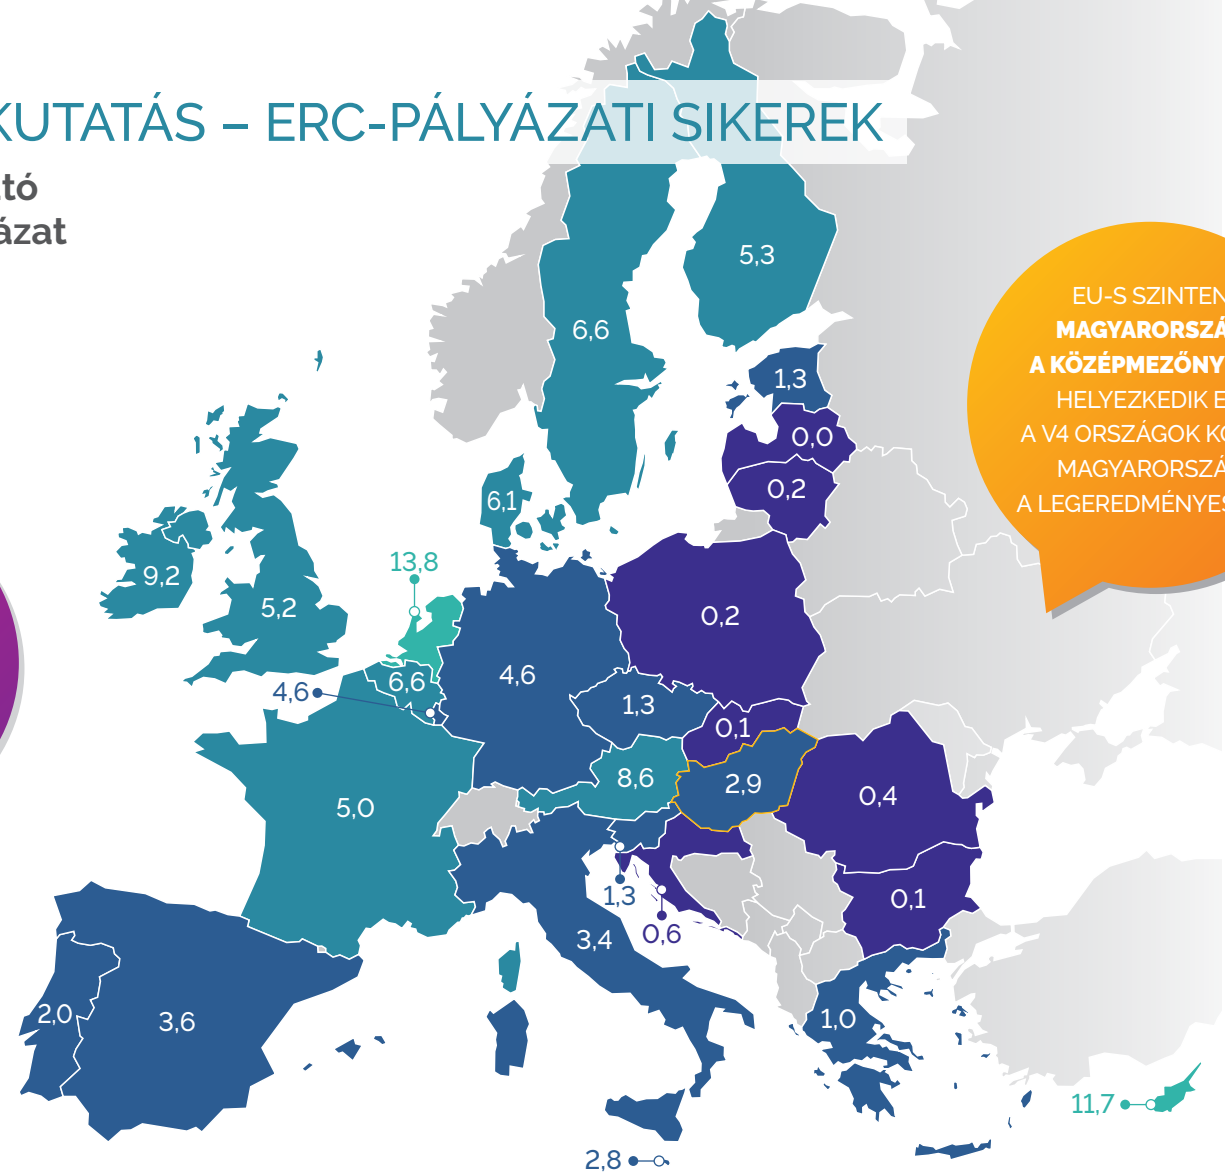 KUTATÁS – ERC-PÁLYÁZATI SIKEREK
tó
ázat
5,3
6,6
EU-S SZINTEN
MAGYARORSZÁ
A KÖZÉPMEZŐNY
HELYEZKEDIK E
A V4 ORSZÁGOK KÖ
MAGYARORSZÁ
A LEGEREDMÉNYES
1,3
0,0
0,2
6,1
13,8
9,2
5,2
0,2
4,6
6,6
4,6
1,3
0,1
8,6
2,9
0,4
5,0
1,3
0,1
0,6
3,4
2,0
3,6
1,0
11,7
2,8